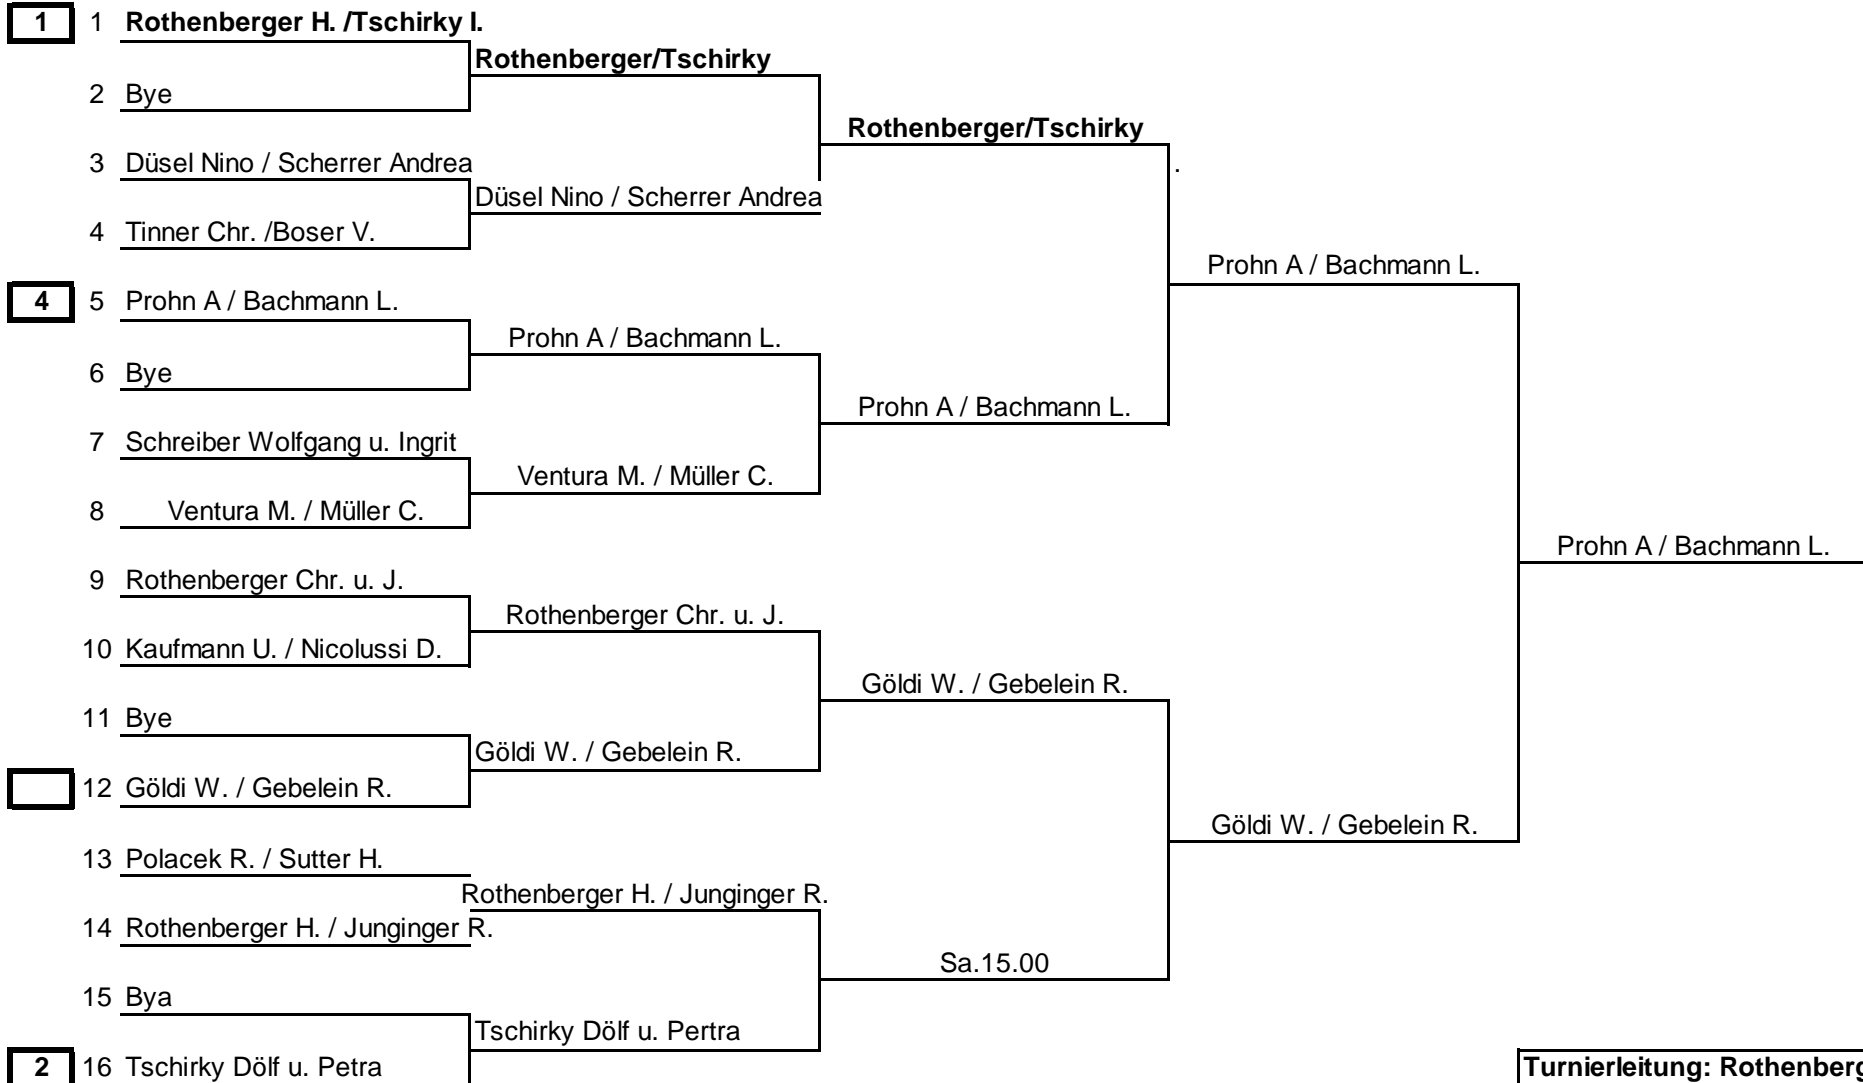 1 1 Rothenberger H. /Tschirky I.
Rothenberger/Tschirky
2 Bye
Rothenberger/Tschirky
3 Düsel Nino / Scherrer Andrea
.
Düsel Nino / Scherrer Andrea
4 Tinner Chr. /Boser V.
Prohn A / Bachmann L.
4 5 Prohn A / Bachmann L.
Prohn A / Bachmann L.
6 Bye
Prohn A / Bachmann L.
7 Schreiber Wolfgang u. Ingrit
Ventura M. / Müller C.
8 Ventura M. / Müller C.
Prohn A / Bachmann L.
9 Rothenberger Chr. u. J.
Rothenberger Chr. u. J.
10 Kaufmann U. / Nicolussi D.
Göldi W. / Gebelein R.
11 Bye
Göldi W. / Gebelein R.
12 Göldi W. / Gebelein R.
Göldi W. / Gebelein R.
13 Polacek R. / Sutter H.
Rothenberger H. / Junginger R.
14 Rothenberger H. / Junginger R.
Sa.15.00
15 Bya
Tschirky Dölf u. Pertra
2 16 Tschirky Dölf u. Petra
Turnierleitung: Rothenberg